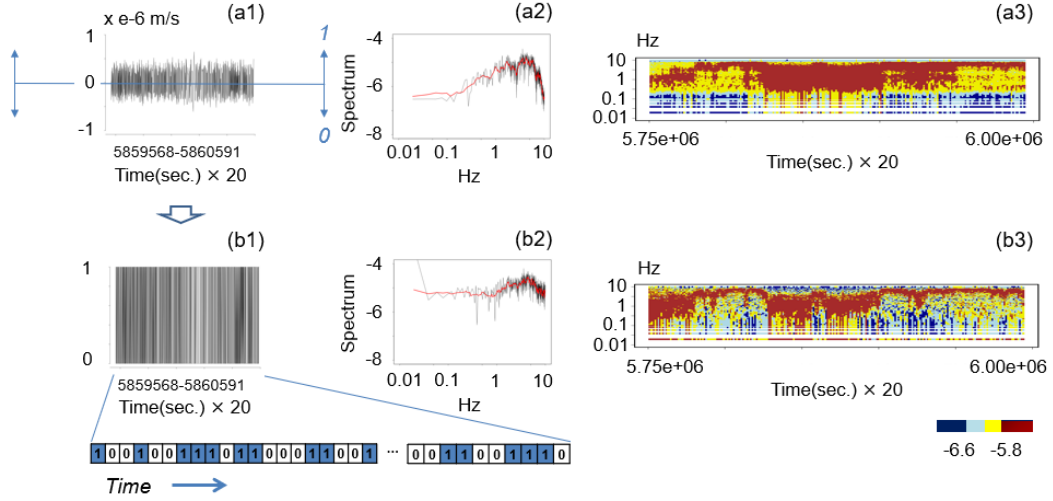 (a1)
x e-6 m/s
1
0
-1
1
0
5859568-5860591
Time(sec.) × 20
(a2)
Spectrum
-4
-6
-8
0.01 0.1 1 10
Hz
(a3)
Hz
10
1
0.1
0.01
5.75e+06 6.00e+06
Time(sec.) × 20
(b1)
1
0
5859568-5860591
Time(sec.) × 20
(b2)
Spectrum
-4
-6
-8
0.01 0.1 1 10
Hz
(b3)
Hz
10
1
0.1
0.01
5.75e+06 6.00e+06
Time(sec.) × 20
-6.6 -5.8
1 0 0 1 0 0 1 1 1 0 1 1 0 0 0 1 1 0 0 1 ... 0 0 1 1 0 0 1 1 1 0
Time